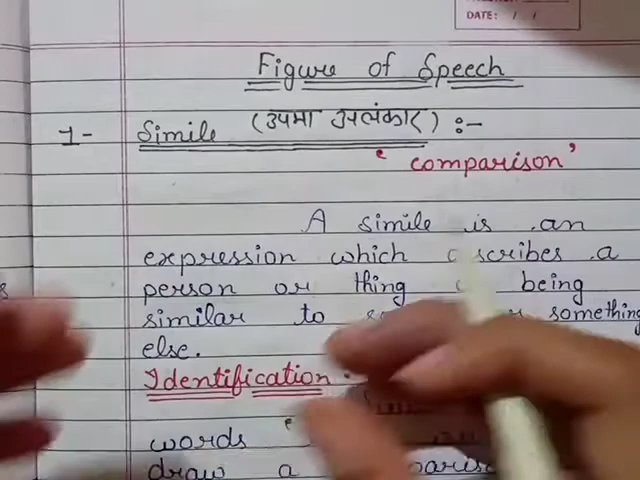 DATE: / /
Figure of Speech
1- Simile (उपमा अलंकार) :-
' comparison '
A simile is an
expression which describes a
person or thing being
similar to something
else.
Identification :
words
draw a